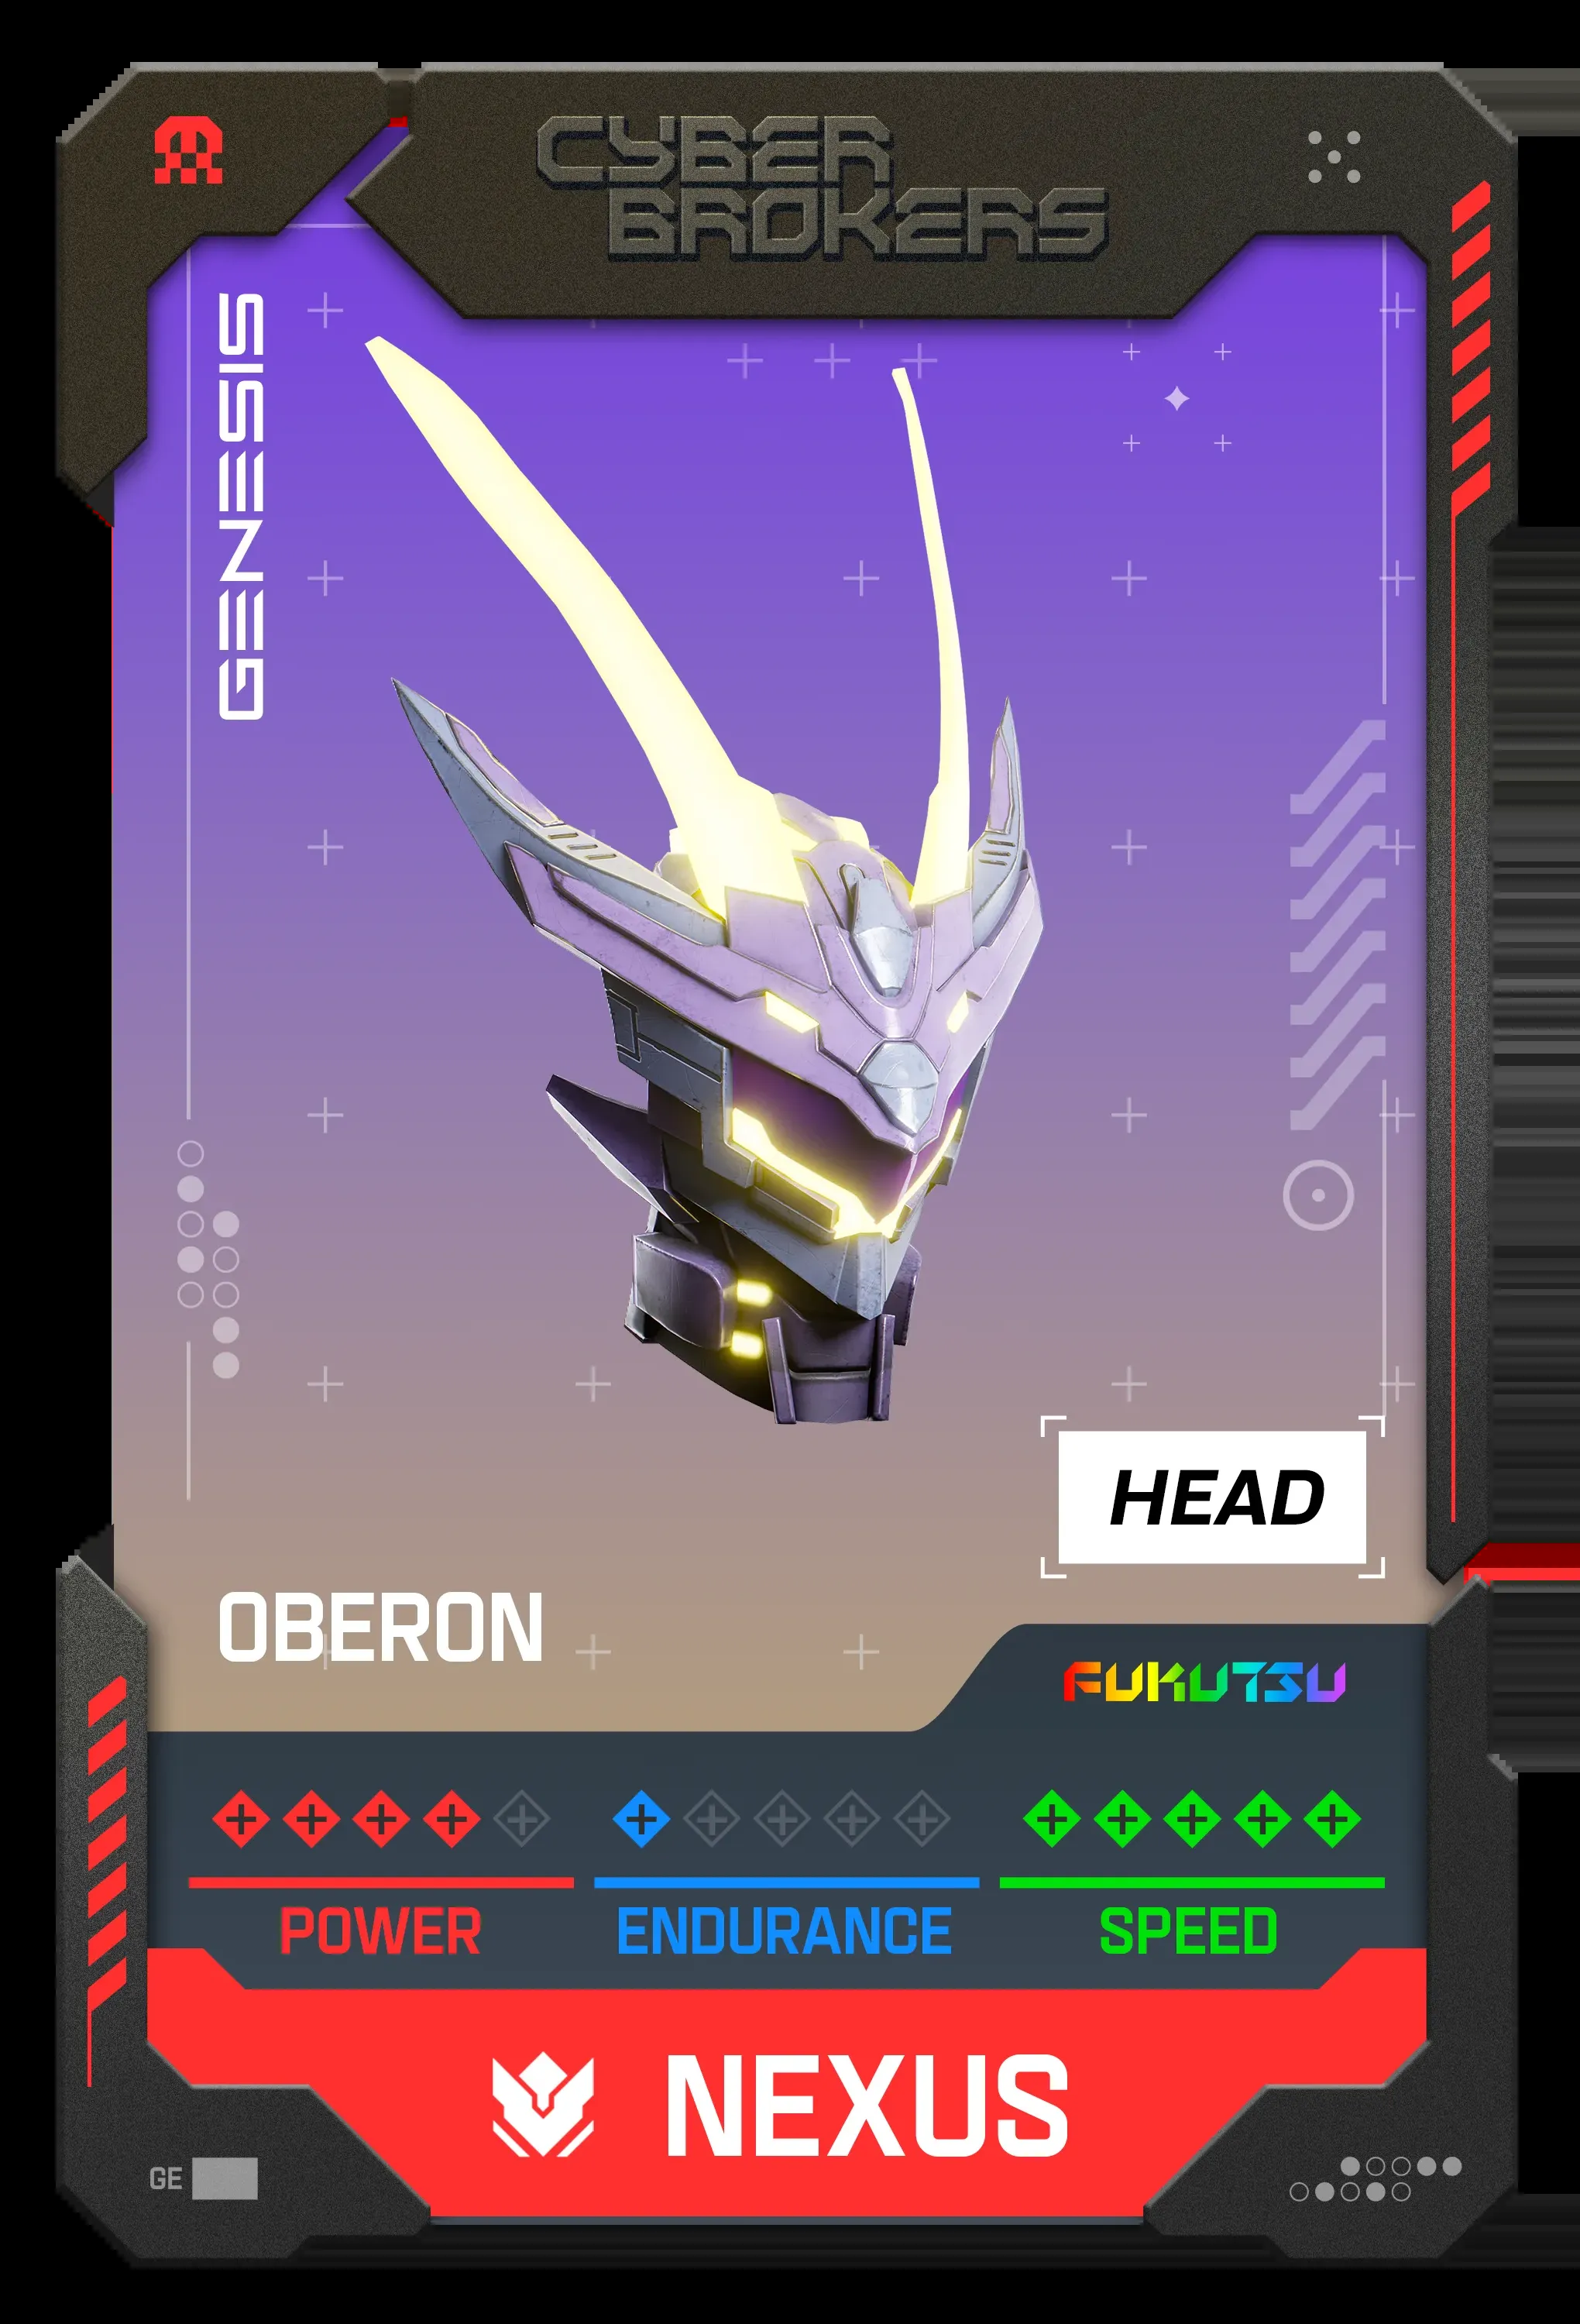 CYBER
BROKERS
GENESIS
HEAD
OBERON
FUKUTSU
POWER
ENDURANCE
SPEED
NEXUS
GE